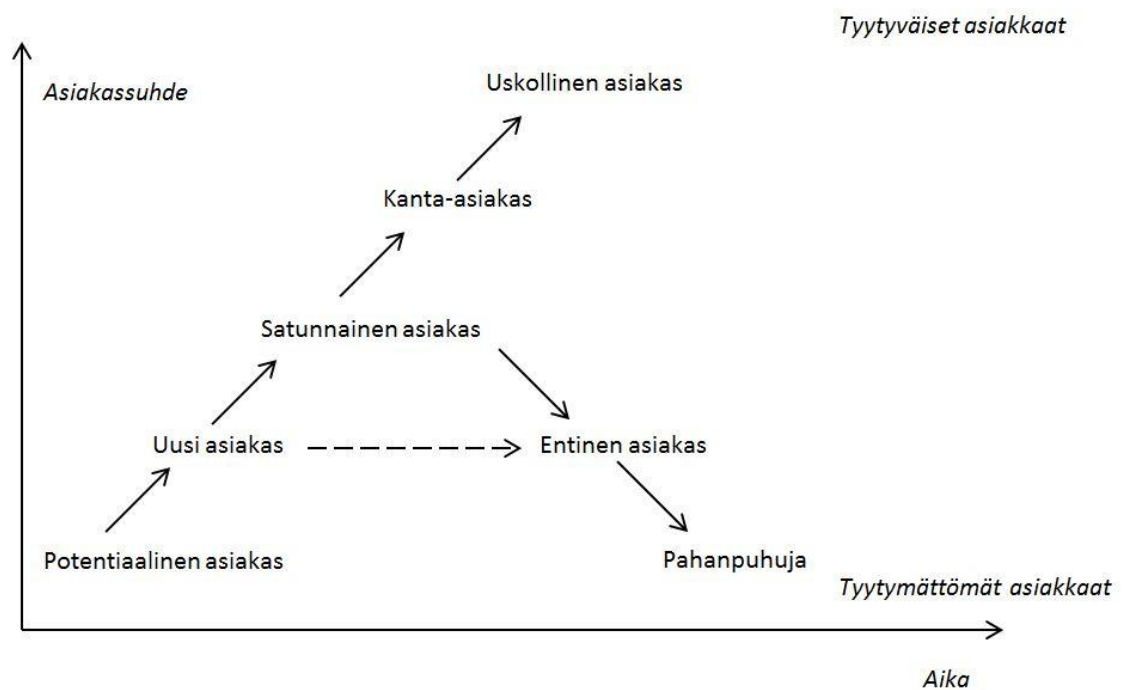 Tyytyväiset asiakkaat
Asiakassuhde
Uskollinen asiakas
Kanta-asiakas
Satunnainen asiakas
Uusi asiakas
Entinen asiakas
Potentiaalinen asiakas
Pahanpuhuja
Tyytymättömät asiakkaat
Aika